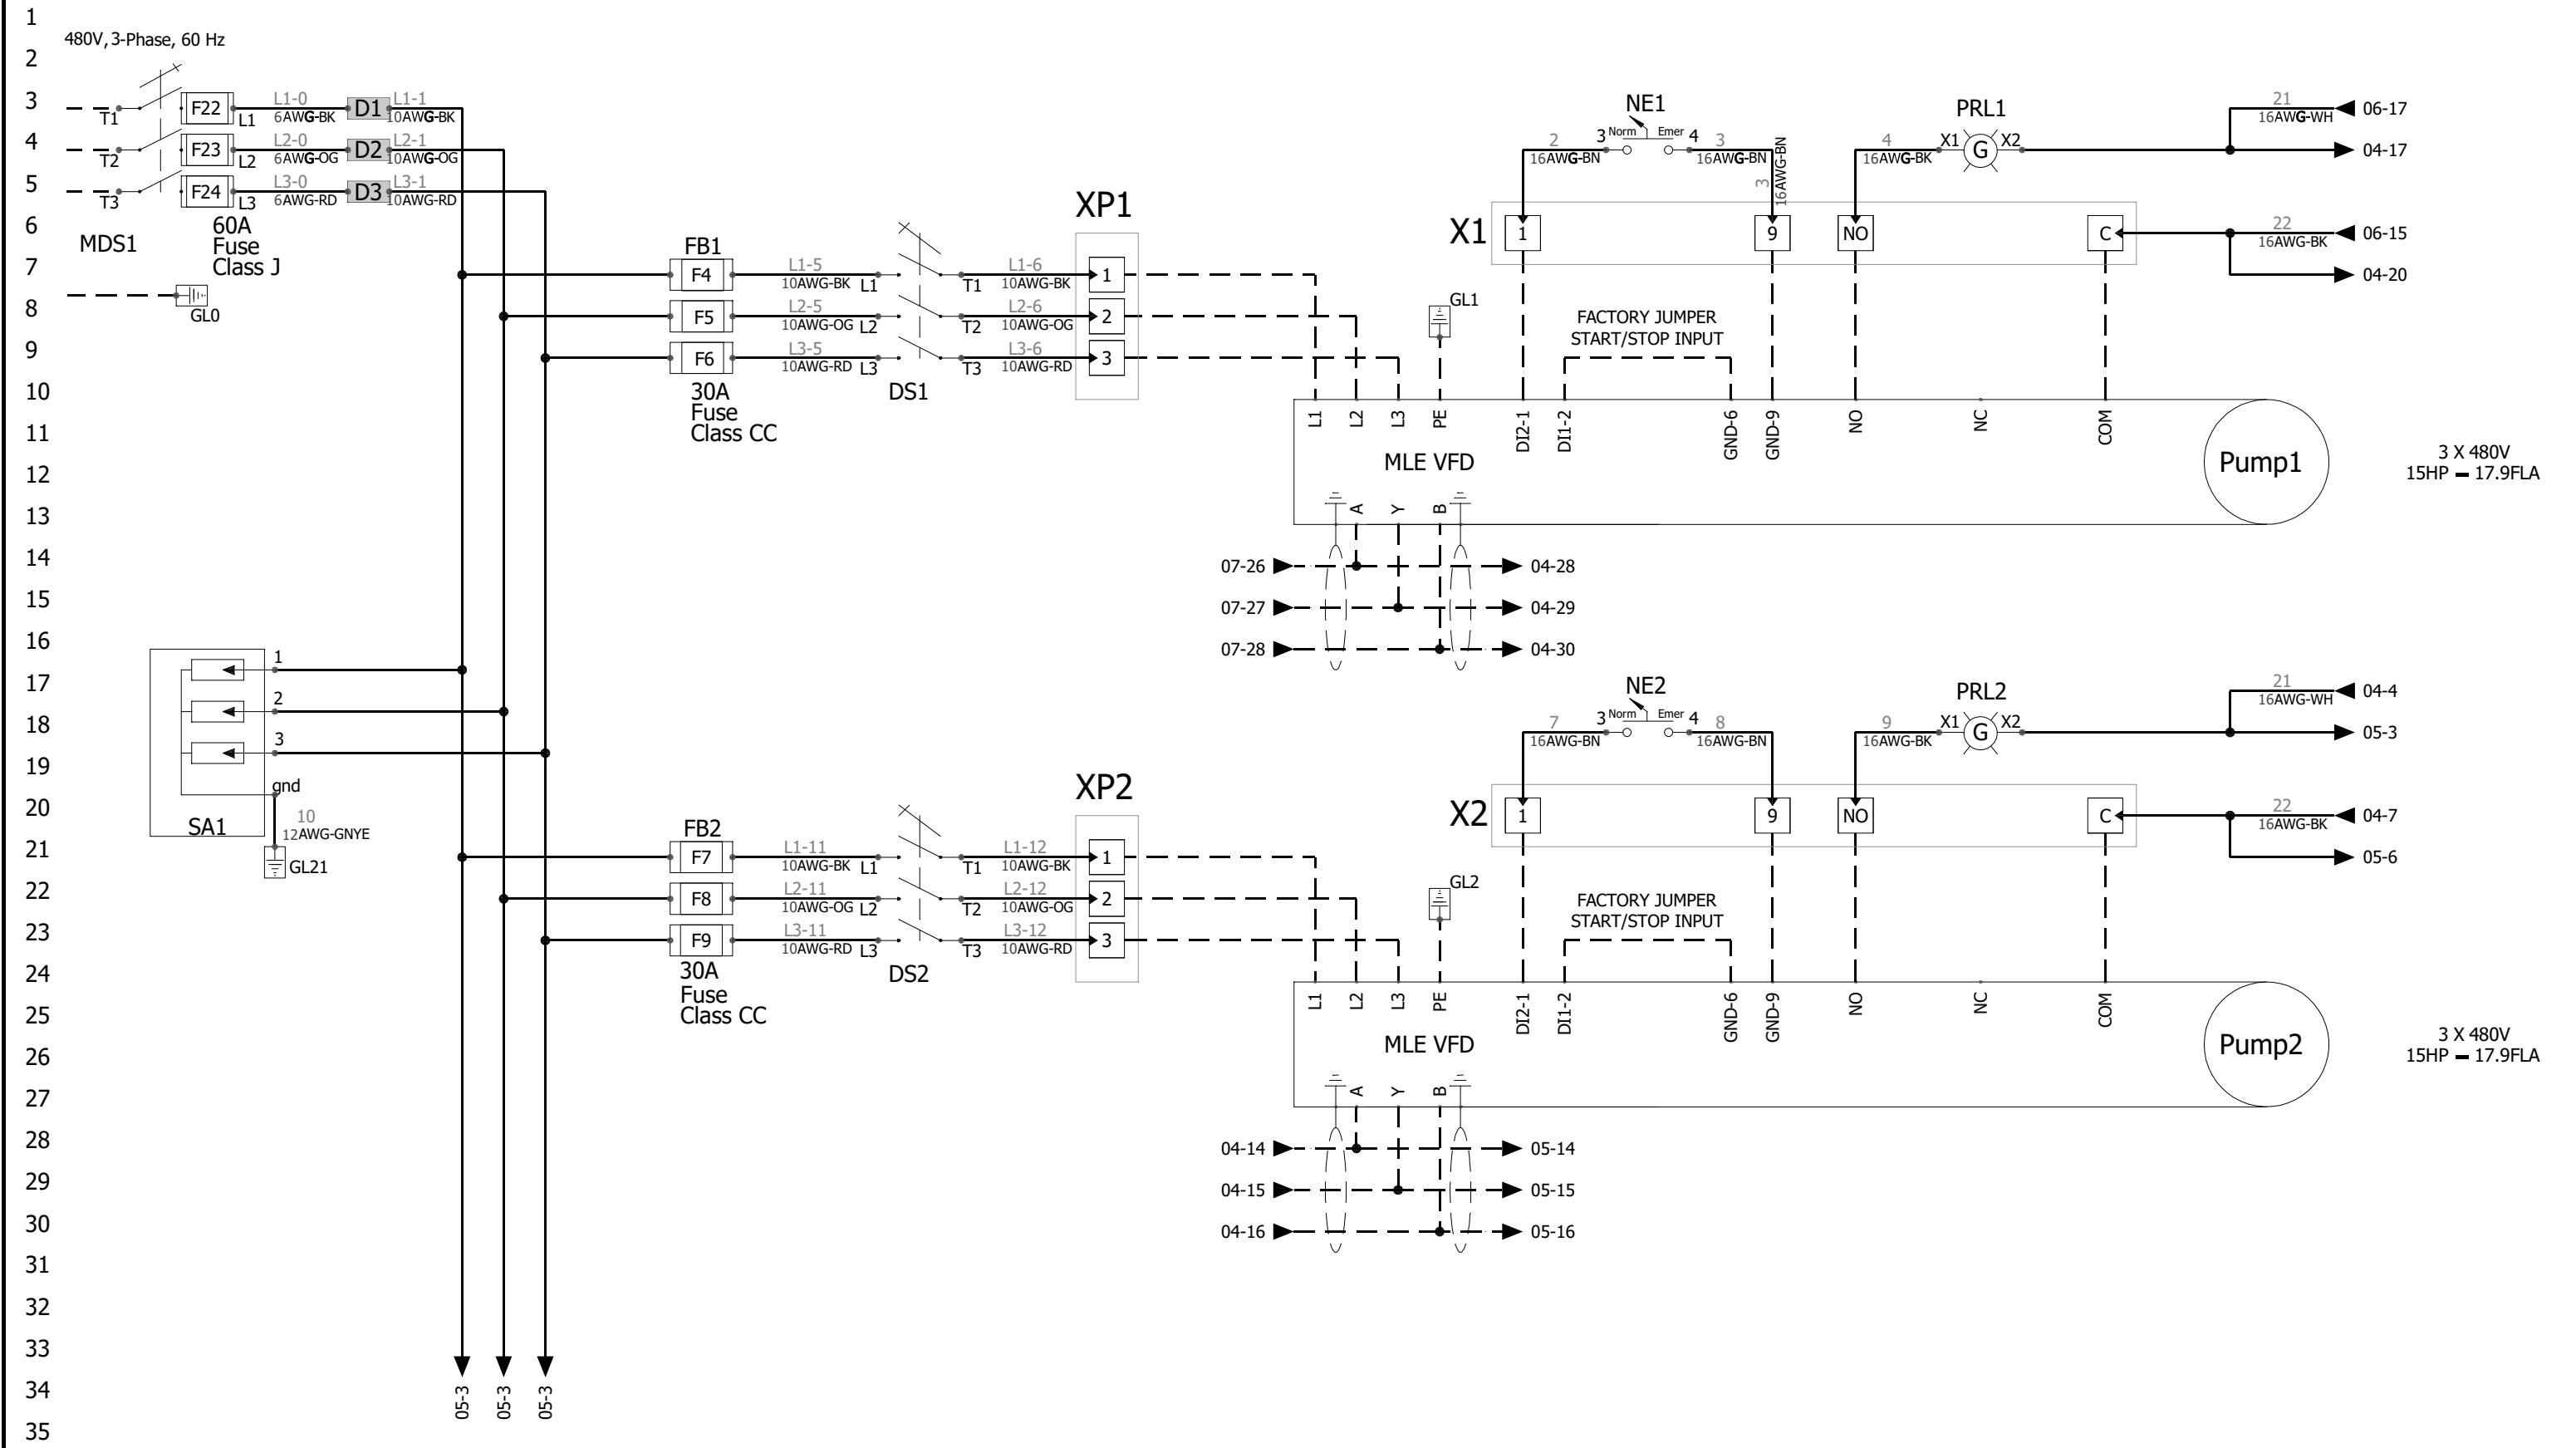 1
480V, 3-Phase, 60 Hz
2
3
T1 F22 L1 L1-0 6AWG-BK D1 L1-1 10AWG-BK
4
T2 F23 L2 L2-0 6AWG-OG D2 L2-1 10AWG-OG
5
T3 F24 L3 L3-0 6AWG-RD D3 L3-1 10AWG-RD
6
MDS1
60A
Fuse
Class J
7
8
GL0
9
10
11
12
13
14
15
16
17
18
19
20
21
22
23
24
25
26
27
28
29
30
31
32
33
34
35
FB1
F4 L1-5 10AWG-BK L1 T1 L1-6 10AWG-BK 1
F5 L2-5 10AWG-OG L2 T2 L2-6 10AWG-OG 2
F6 L3-5 10AWG-RD L3 T3 L3-6 10AWG-RD 3
30A
Fuse
Class CC
DS1
XP1
NE1
2 16AWG-BN 3 Norm Emer 4 3 16AWG-BN
3 16AWG-BN
PRL1
4 16AWG-BK X1 G X2
21 16AWG-WH 06-17
04-17
X1 1 9 NO C
22 16AWG-BK 06-15
04-20
GL1
FACTORY JUMPER
START/STOP INPUT
L1 L2 L3 PE DI2-1 DI1-2 GND-6 GND-9 NO NC COM
MLE VFD
Pump1
3 X 480V
15HP - 17.9FLA
A Y B
07-26 04-28
07-27 04-29
07-28 04-30
1
2
3
gnd
SA1
10
12AWG-GNYE
GL21
FB2
F7 L1-11 10AWG-BK L1 T1 L1-12 10AWG-BK 1
F8 L2-11 10AWG-OG L2 T2 L2-12 10AWG-OG 2
F9 L3-11 10AWG-RD L3 T3 L3-12 10AWG-RD 3
30A
Fuse
Class CC
DS2
XP2
NE2
7 16AWG-BN 3 Norm Emer 4 8 16AWG-BN
PRL2
9 16AWG-BK X1 G X2
21 16AWG-WH 04-4
05-3
X2 1 9 NO C
22 16AWG-BK 04-7
05-6
GL2
FACTORY JUMPER
START/STOP INPUT
L1 L2 L3 PE DI2-1 DI1-2 GND-6 GND-9 NO NC COM
MLE VFD
Pump2
3 X 480V
15HP - 17.9FLA
A Y B
04-14 05-14
04-15 05-15
04-16 05-16
05-3 05-3 05-3